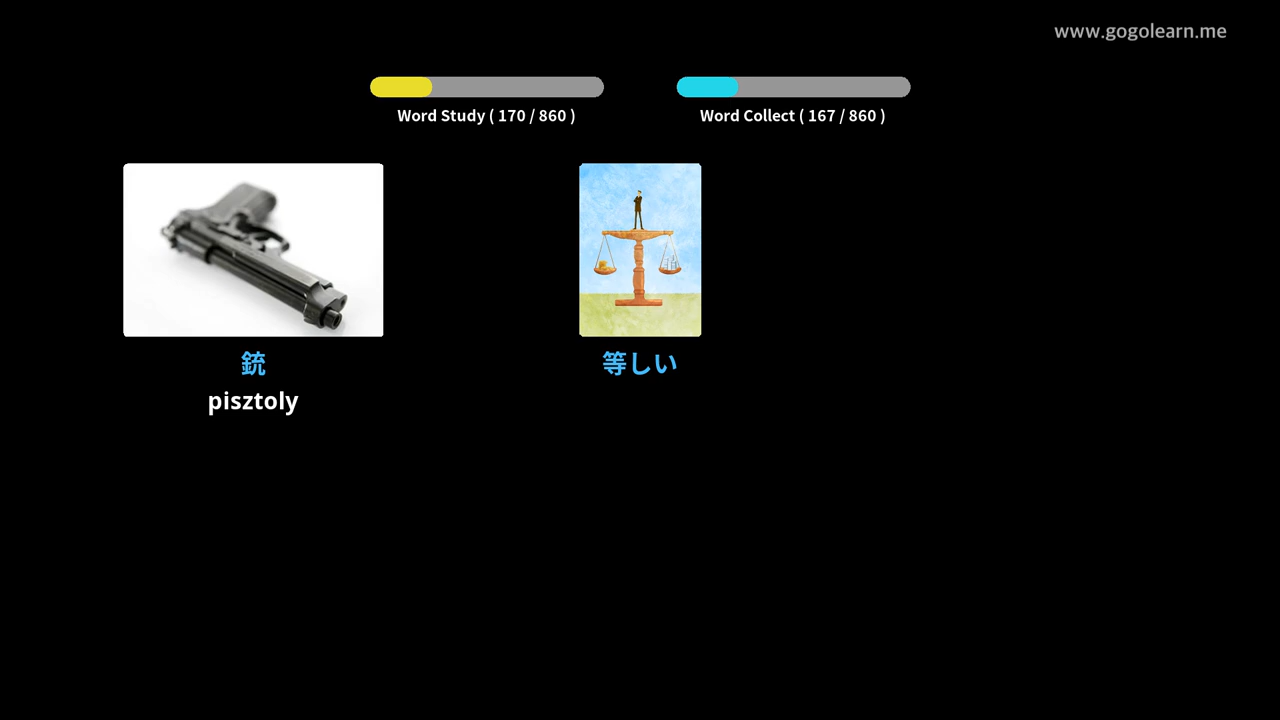 www.gogolearn.me
Word Study ( 170 / 860 )
Word Collect ( 167 / 860 )
銃
pisztoly
等しい